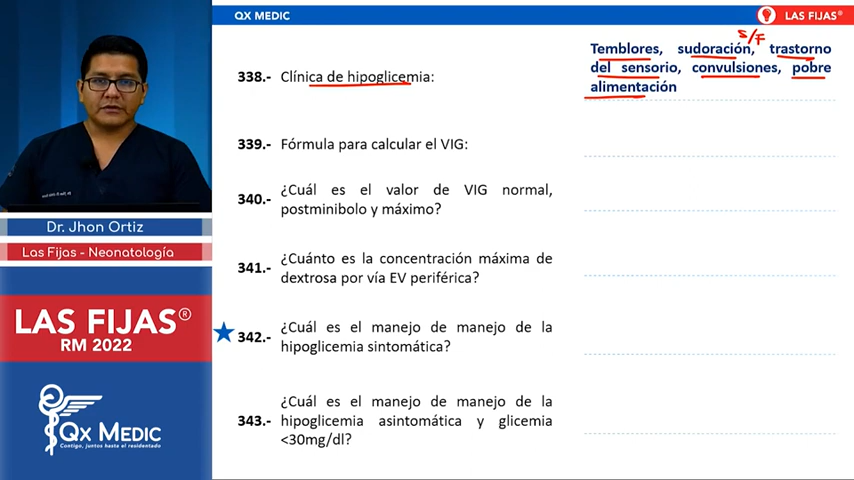 QX MEDIC
LAS FIJAS®
S/F
338.- Clínica de hipoglicemia:
Temblores, sudoración, trastorno
del sensorio, convulsiones, pobre
alimentación
339.- Fórmula para calcular el VIG:
340.- ¿Cuál es el valor de VIG normal,
postminibolo y máximo?
341.- ¿Cuánto es la concentración máxima de
dextrosa por vía EV periférica?
342.- ¿Cuál es el manejo de manejo de la
hipoglicemia sintomática?
343.- ¿Cuál es el manejo de manejo de la
hipoglicemia asintomática y glicemia
<30mg/dl?
Dr. Jhon Ortiz
Las Fijas - Neonatología
LAS FIJAS®
RM 2022
QX MEDIC
Contigo, juntos hasta el residentado